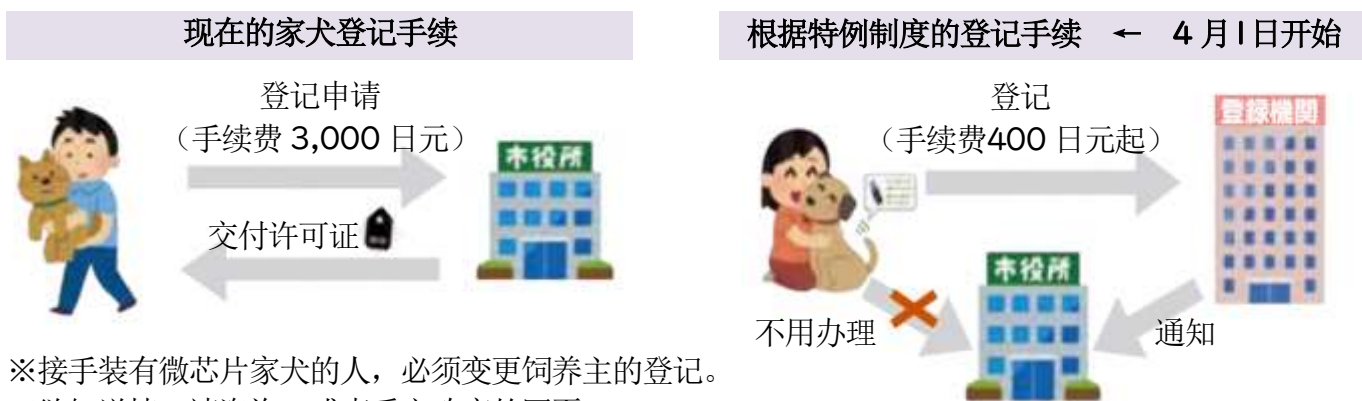 现在的家犬登记手续
登记申请
（手续费 3,000 日元）
市役所
交付许可证
根据特例制度的登记手续 ← 4月1日开始
登记
（手续费400 日元起）
登録機関
市役所
不用办理
通知
※接手装有微芯片家犬的人，必须变更饲养主的登记。